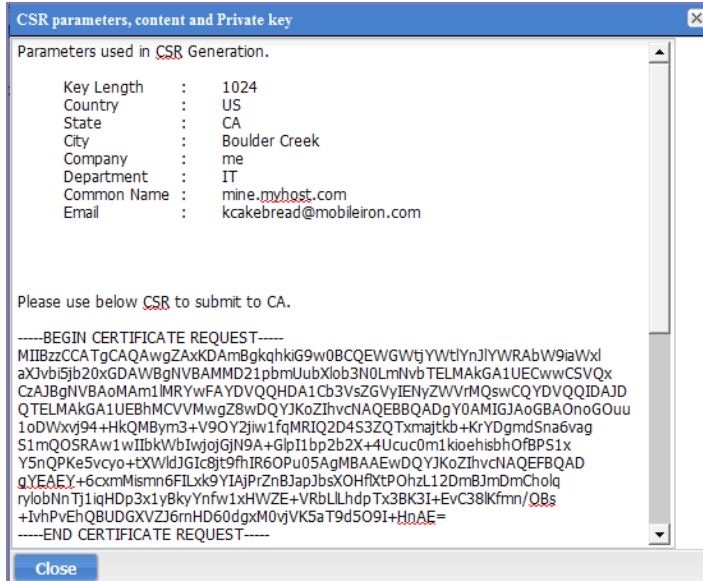 CSR parameters, content and Private key
Parameters used in CSR Generation.
Key Length : 1024
Country : US
State : CA
City : Boulder Creek
Company : me
Department : IT
Common Name : mine.myhost.com
Email : kcakebread@mobileiron.com
Please use below CSR to submit to CA.
-----BEGIN CERTIFICATE REQUEST-----
MIIBzzCCATgCAQAwgZAxKDAmBgkqhkiG9w0BCQEWGWtjYWtlYnJlYWRAbW9iaWxl
aXJvbi5jb20xGDAWBgNVBAMMD21pbmUubXlob3N0LmNvbTELMAkGA1UECwwCSVQx
CzAJBgNVBAoMAm1lMRYwFAYDVQQHDA1Cb3VsZGVyIENyZWVrMQswCQYDVQQIDAJD
QTELMAkGA1UEBhMCVVMwgZ8wDQYJKoZIhvcNAQEBBQADgY0AMIGJAoGBAOnoGOuu
1oDWxvj94+HkQMBym3+V9OY2jiw1fqMRIQ2D4S3ZQTxmajtkb+KrYDgmdSna6vag
S1mQOSRAw1wIIbkWbIwjojGjN9A+GlpI1bp2b2X+4Ucuc0m1kioehisbhOfBPS1x
Y5nQPKe5vcyo+tXWldJGIc8jt9fhIR6OPu05AgMBAAEwDQYJKoZIhvcNAQEFBQAD
gYEAEY+6cxmMismn6FILxk9YIAjPrZnBJapJbsXOHflXtPOhzL12DmBJmDmCholq
rylobNnTj1iqHDp3x1yBkyYnfw1xHWZE+VRbLlLhdpTx3BK3I+EvC38lKfmn/OBs
+IvhPvEhQBUDGXVZJ6rnHD60dgxM0vjVK5aT9d5O9I+HnAE=
-----END CERTIFICATE REQUEST-----
Close